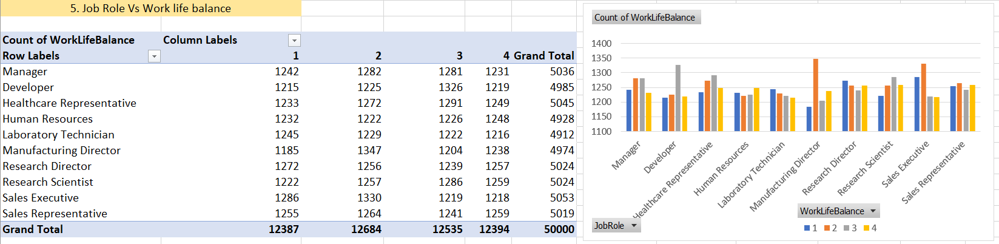 5. Job Role Vs Work life balance
Count of WorkLifeBalance Column Labels
Row Labels 1 2 3 4 Grand Total
Manager 1242 1282 1281 1231 5036
Developer 1215 1225 1326 1219 4985
Healthcare Representative 1233 1272 1291 1249 5045
Human Resources 1232 1222 1226 1248 4928
Laboratory Technician 1245 1229 1222 1216 4912
Manufacturing Director 1185 1347 1204 1238 4974
Research Director 1272 1256 1239 1257 5024
Research Scientist 1222 1257 1286 1259 5024
Sales Executive 1286 1330 1219 1218 5053
Sales Representative 1255 1264 1241 1259 5019
Grand Total 12387 12684 12535 12394 50000
Count of WorkLifeBalance
1400
1350
1300
1250
1200
1150
1100
Manager
Developer
Healthcare Representative
Human Resources
Laboratory Technician
Manufacturing Director
Research Director
Research Scientist
Sales Executive
Sales Representative
WorkLifeBalance
JobRole
1 2 3 4